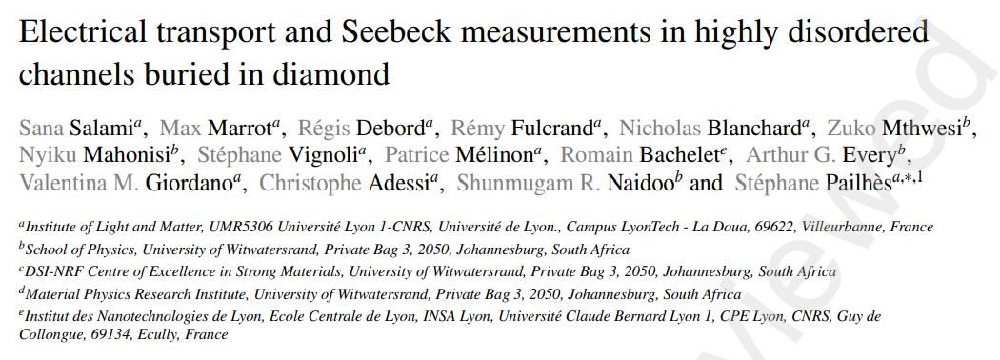 Electrical transport and Seebeck measurements in highly disordered
channels buried in diamond
Sana Salami^a, Max Marrot^a, Régis Debord^a, Rémy Fulcrand^a, Nicholas Blanchard^a, Zuko Mthwesi^b,
Nyiku Mahonisi^b, Stéphane Vignoli^a, Patrice Mélinon^a, Romain Bachelet^e, Arthur G. Every^b,
Valentina M. Giordano^a, Christophe Adessi^a, Shunmugam R. Naidoo^b and Stéphane Pailhès^a,*,1
^a Institute of Light and Matter, UMR5306 Université Lyon 1-CNRS, Université de Lyon., Campus LyonTech - La Doua, 69622, Villeurbanne, France
^b School of Physics, University of Witwatersrand, Private Bag 3, 2050, Johannesburg, South Africa
^c DSI-NRF Centre of Excellence in Strong Materials, University of Witwatersrand, Private Bag 3, 2050, Johannesburg, South Africa
^d Material Physics Research Institute, University of Witwatersrand, Private Bag 3, 2050, Johannesburg, South Africa
^e Institut des Nanotechnologies de Lyon, Ecole Centrale de Lyon, INSA Lyon, Université Claude Bernard Lyon 1, CPE Lyon, CNRS, Guy de
Collongue, 69134, Ecully, France
viewed